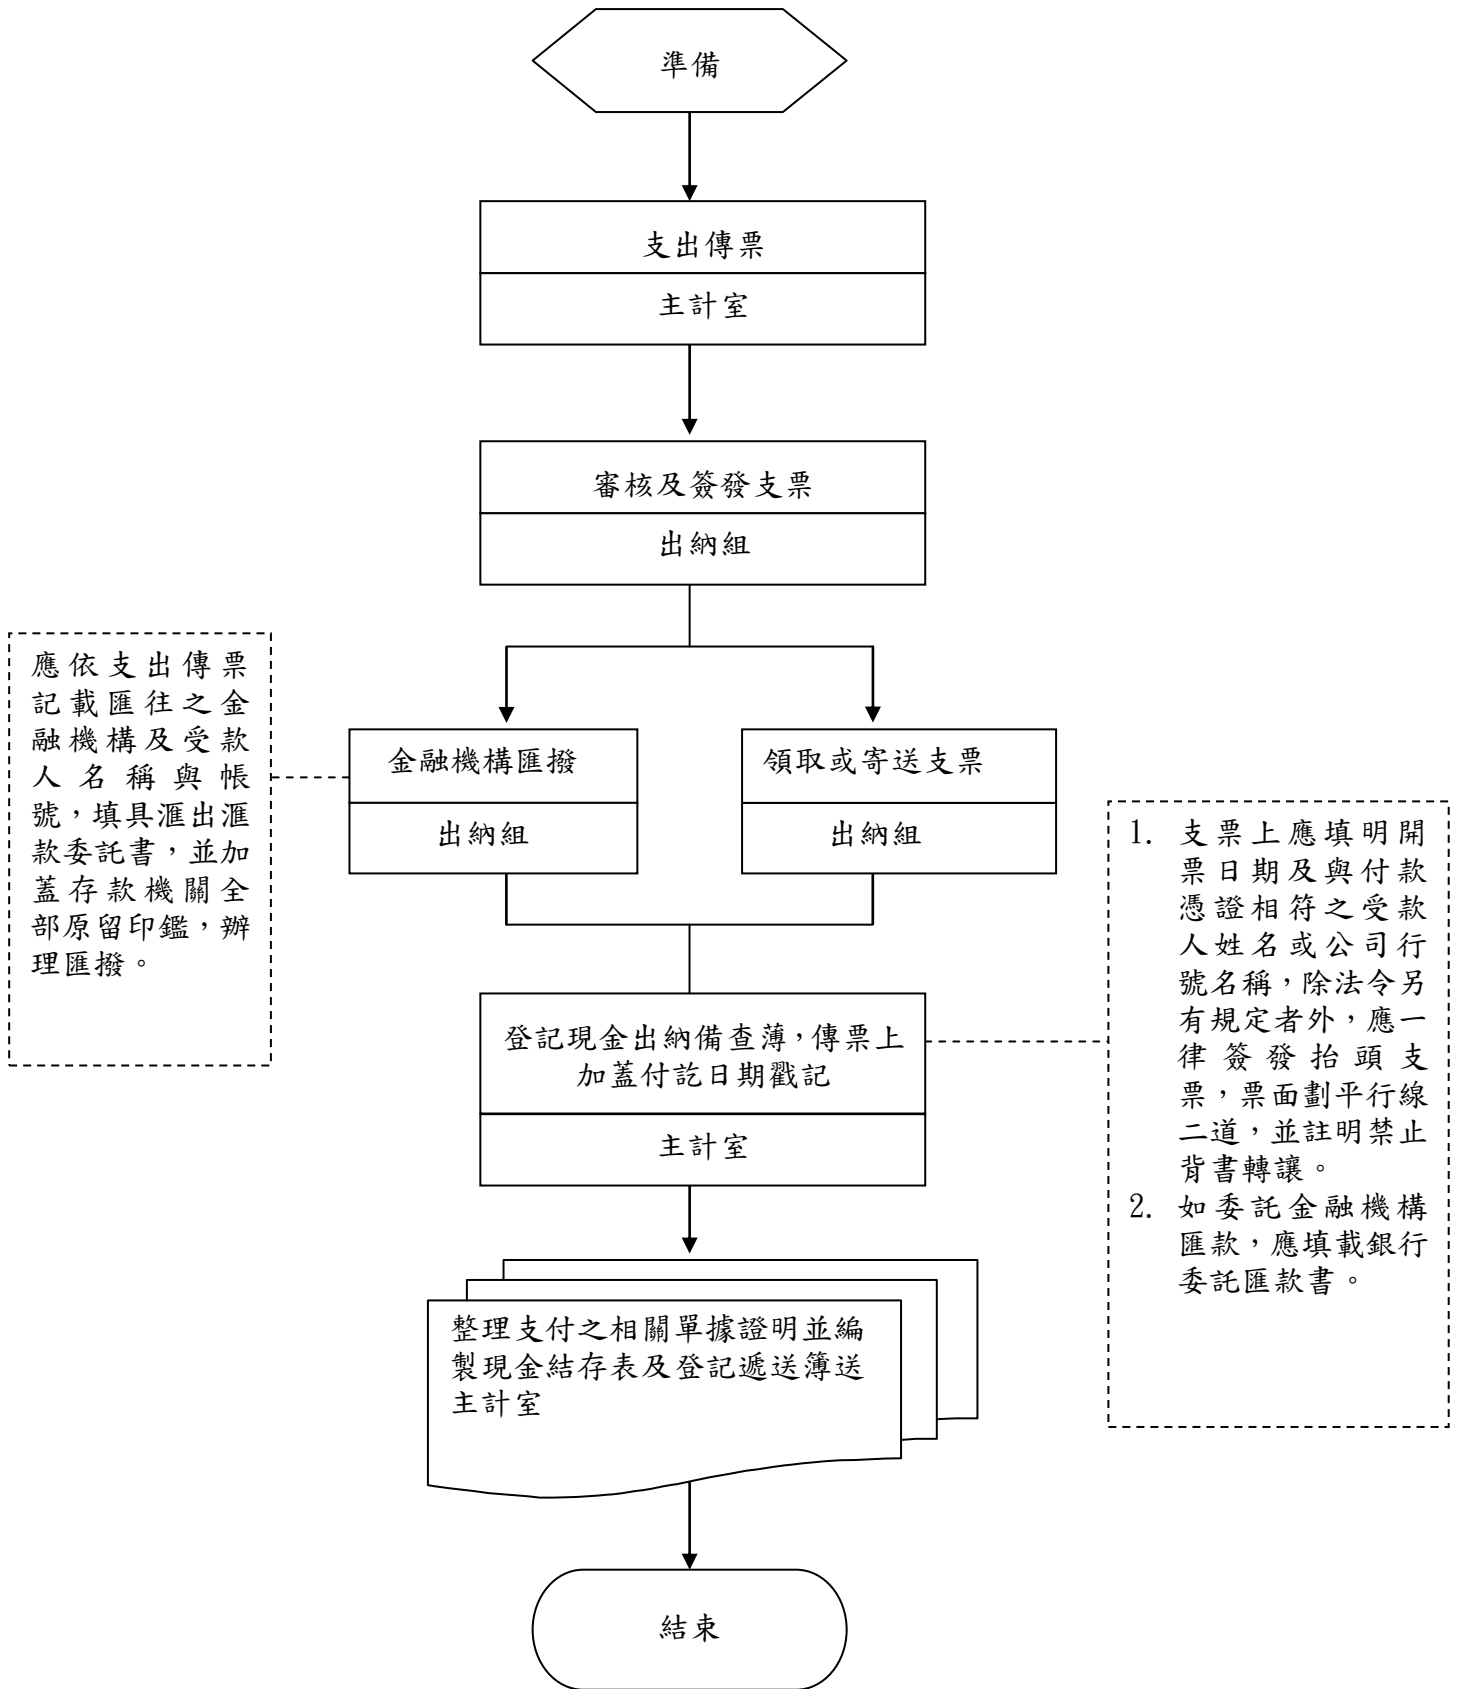 準備
支出傳票
主計室
審核及簽發支票
出納組
應依支出傳票
記載匯往之金
融機構及受款
人名稱與帳
號，填具滙出滙
款委託書，並加
蓋存款機關全
部原留印鑑，辦
理匯撥。
金融機構匯撥
出納組
領取或寄送支票
出納組
登記現金出納備查薄，傳票上
加蓋付訖日期戳記
主計室
1. 支票上應填明開
票日期及與付款
憑證相符之受款
人姓名或公司行
號名稱，除法令另
有規定者外，應一
律簽發抬頭支
票，票面劃平行線
二道，並註明禁止
背書轉讓。
2. 如委託金融機構
匯款，應填載銀行
委託匯款書。
整理支付之相關單據證明並編
製現金結存表及登記遞送簿送
主計室
結束